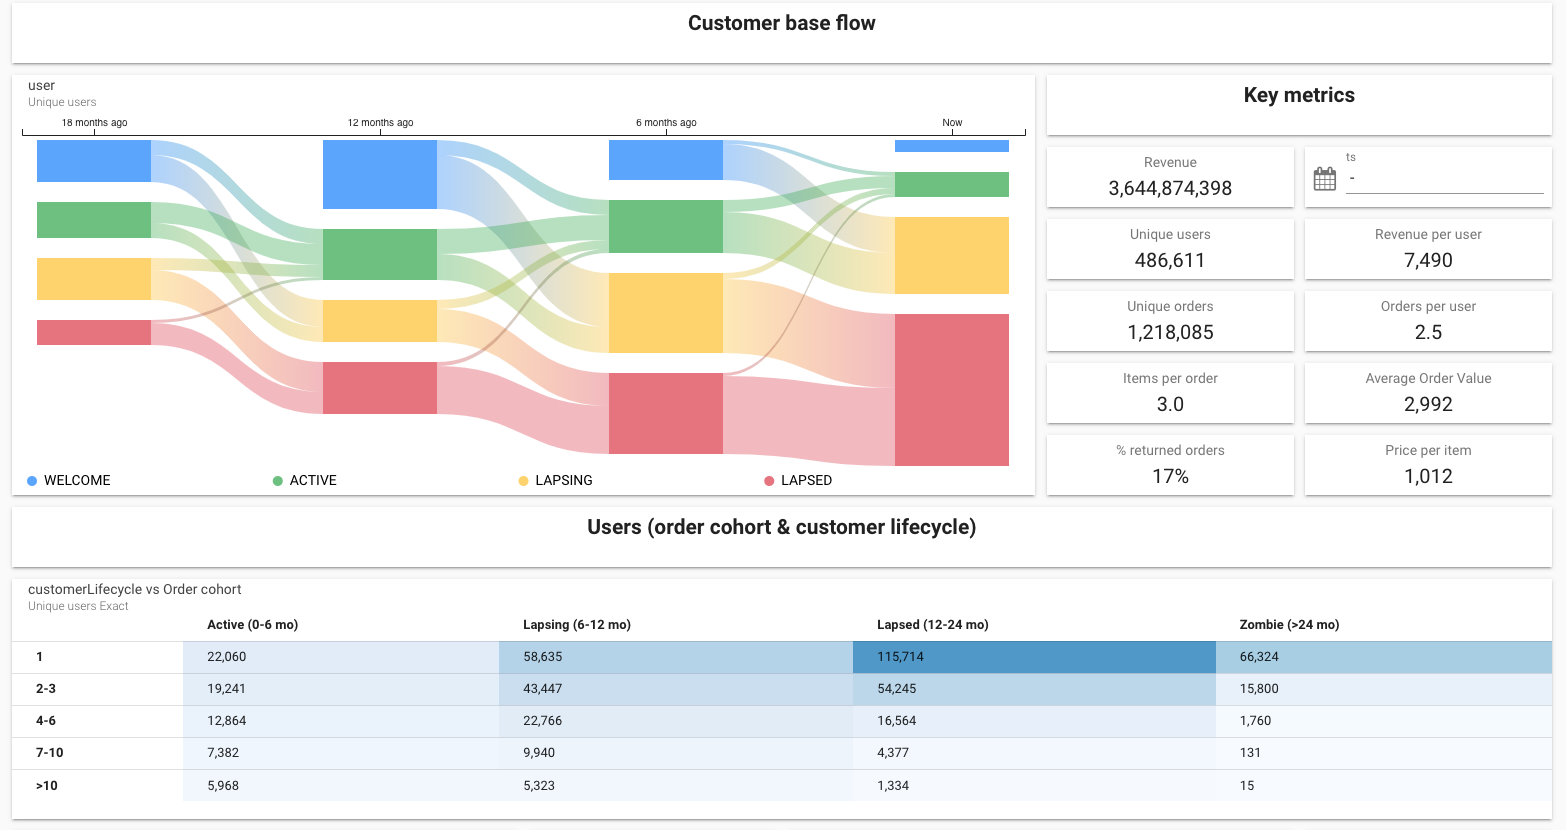 Customer base flow
user
Unique users
18 months ago 12 months ago 6 months ago Now
WELCOME ACTIVE LAPSING LAPSED
Key metrics
Revenue
3,644,874,398
ts
-
Unique users
486,611
Revenue per user
7,490
Unique orders
1,218,085
Orders per user
2.5
Items per order
3.0
Average Order Value
2,992
% returned orders
17%
Price per item
1,012
Users (order cohort & customer lifecycle)
customerLifecycle vs Order cohort
Unique users Exact
Active (0-6 mo) Lapsing (6-12 mo) Lapsed (12-24 mo) Zombie (>24 mo)
1 22,060 58,635 115,714 66,324
2-3 19,241 43,447 54,245 15,800
4-6 12,864 22,766 16,564 1,760
7-10 7,382 9,940 4,377 131
>10 5,968 5,323 1,334 15